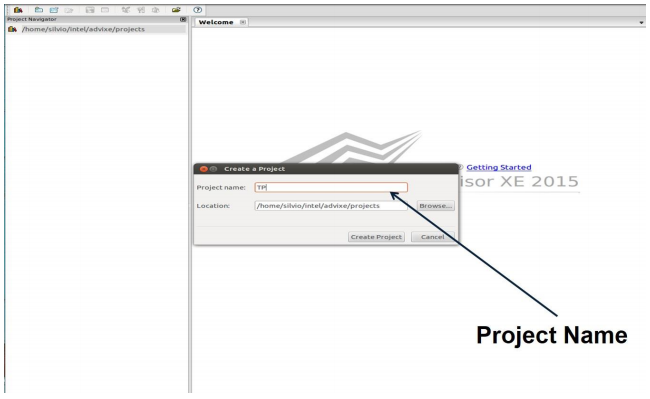 Project Navigator
Welcome
/home/silvio/intel/advixe/projects
Getting Started
isor XE 2015
Create a Project
Project name: TP
Location: /home/silvio/intel/advixe/projects Browse...
Create Project Cancel
Project Name